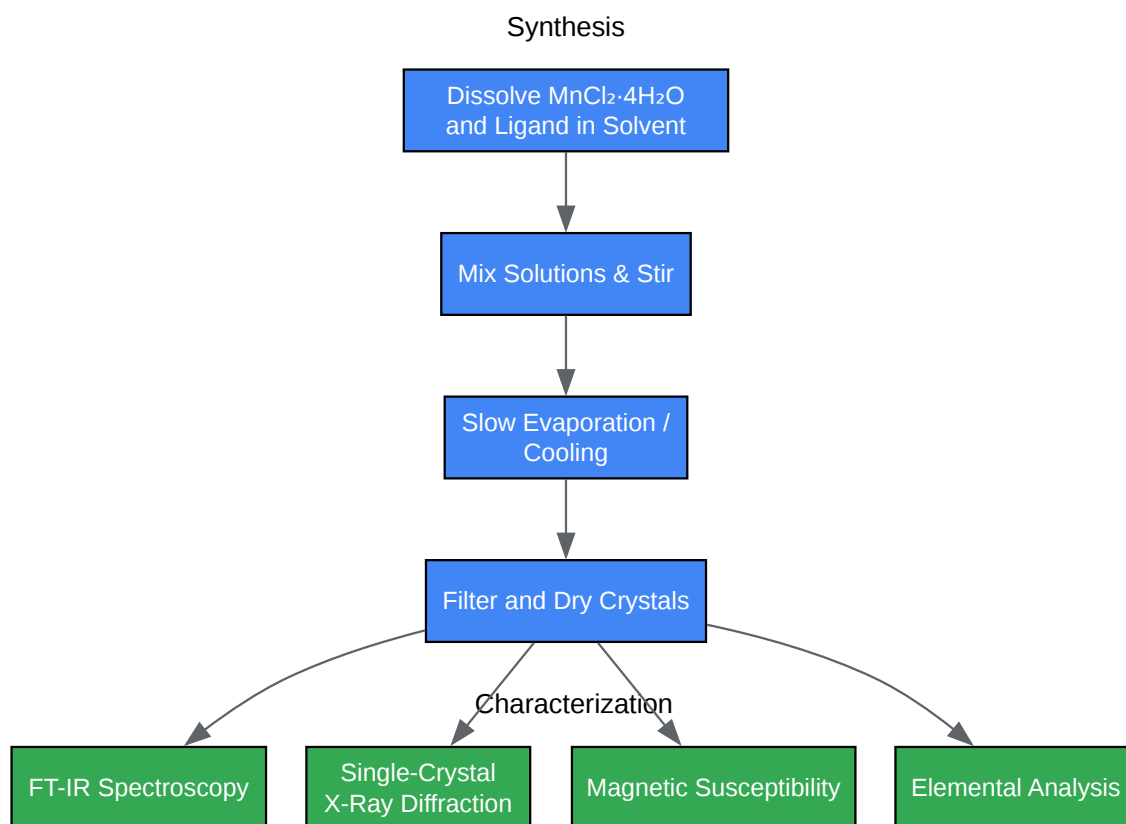 Synthesis
Dissolve MnCl₂·4H₂O
and Ligand in Solvent
Mix Solutions & Stir
Slow Evaporation /
Cooling
Filter and Dry Crystals
Characterization
FT-IR Spectroscopy
Single-Crystal
X-Ray Diffraction
Magnetic Susceptibility
Elemental Analysis